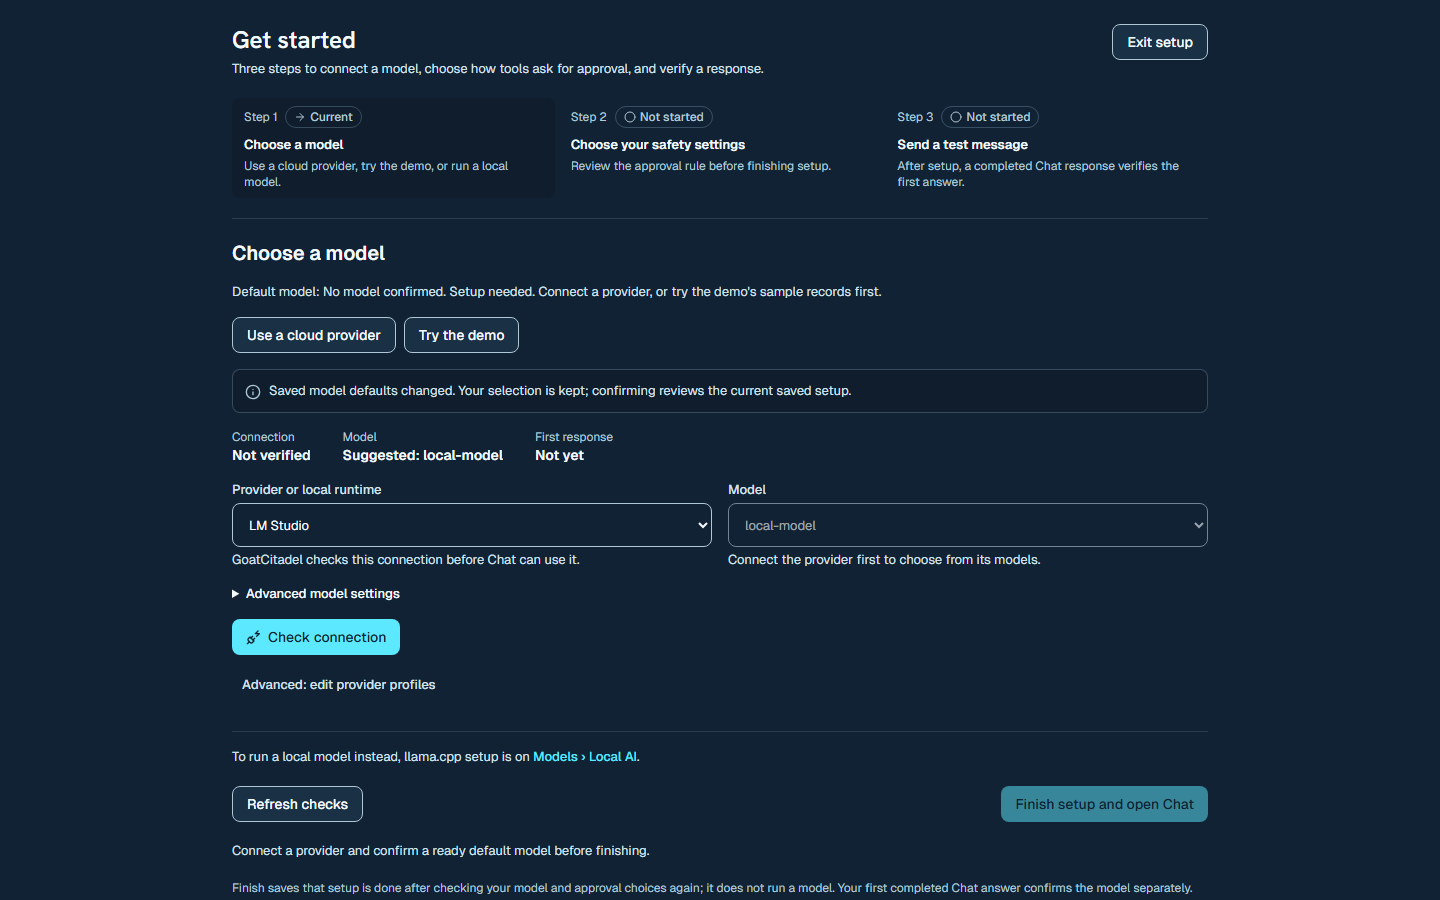 Get started
Exit setup
Three steps to connect a model, choose how tools ask for approval, and verify a response.
Step 1 Current
Choose a model
Use a cloud provider, try the demo, or run a local
model.
Step 2 Not started
Choose your safety settings
Review the approval rule before finishing setup.
Step 3 Not started
Send a test message
After setup, a completed Chat response verifies the
first answer.
Choose a model
Default model: No model confirmed. Setup needed. Connect a provider, or try the demo's sample records first.
Use a cloud provider
Try the demo
Saved model defaults changed. Your selection is kept; confirming reviews the current saved setup.
Connection
Not verified
Model
Suggested: local-model
First response
Not yet
Provider or local runtime
LM Studio
GoatCitadel checks this connection before Chat can use it.
Model
local-model
Connect the provider first to choose from its models.
Advanced model settings
Check connection
Advanced: edit provider profiles
To run a local model instead, llama.cpp setup is on Models › Local AI.
Refresh checks
Finish setup and open Chat
Connect a provider and confirm a ready default model before finishing.
Finish saves that setup is done after checking your model and approval choices again; it does not run a model. Your first completed Chat answer confirms the model separately.